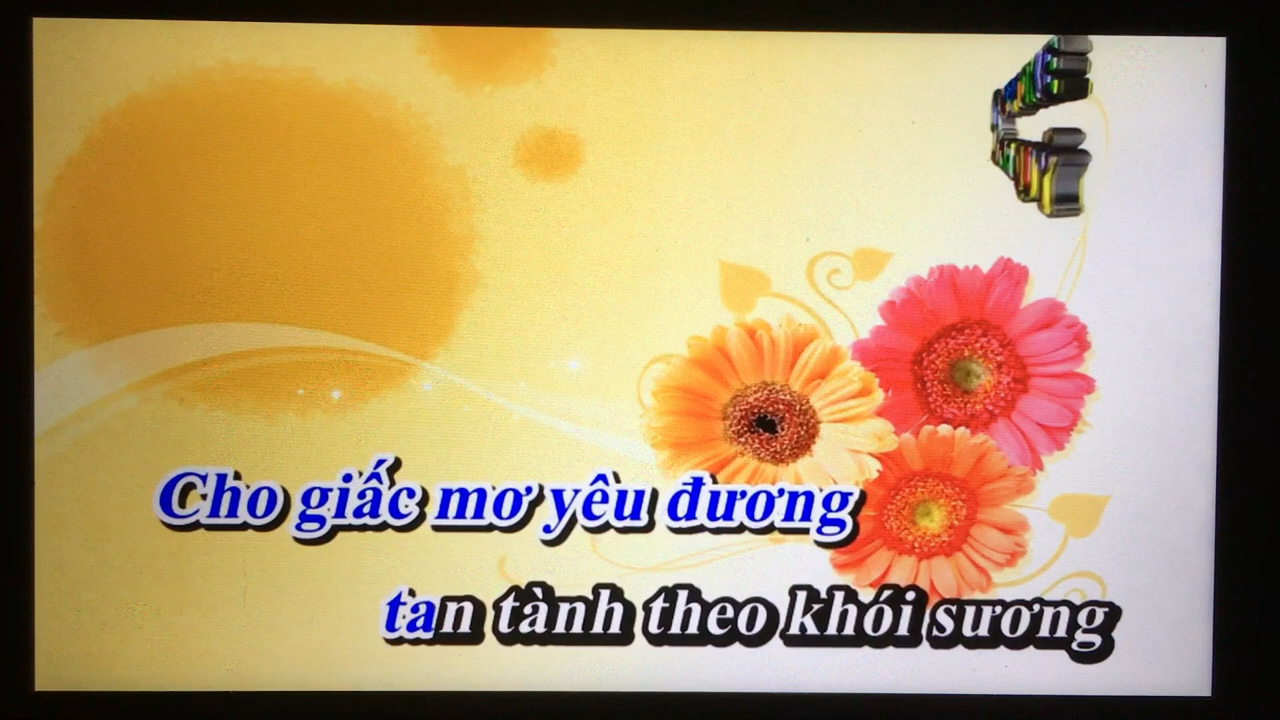 Cho giấc mơ yêu đương
tan tành theo khói sương